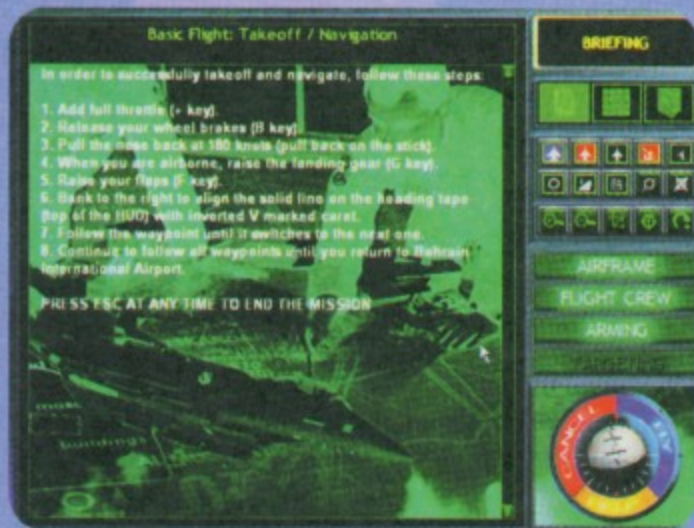 Basic Flight: Takeoff / Navigation
In order to successfully takeoff and navigate, follow these steps:
1. Add full throttle (+ key).
2. Release your wheel brakes (B key).
3. Pull the nose back at 180 knots (pull back on the stick).
4. When you are airborne, raise the landing gear (G key).
5. Raise your flaps (F key).
6. Bank to the right to align the solid line on the heading tape
(top of the HUD) with inverted V marked caret.
7. Follow the waypoint until it switches to the next one.
8. Continue to follow all waypoints until you return to Bahrain
International Airport.
PRESS ESC AT ANY TIME TO END THE MISSION
buildings
BRIEFING
AIRFRAME
FLIGHT CREW
ARMING
CANCEL
FLY